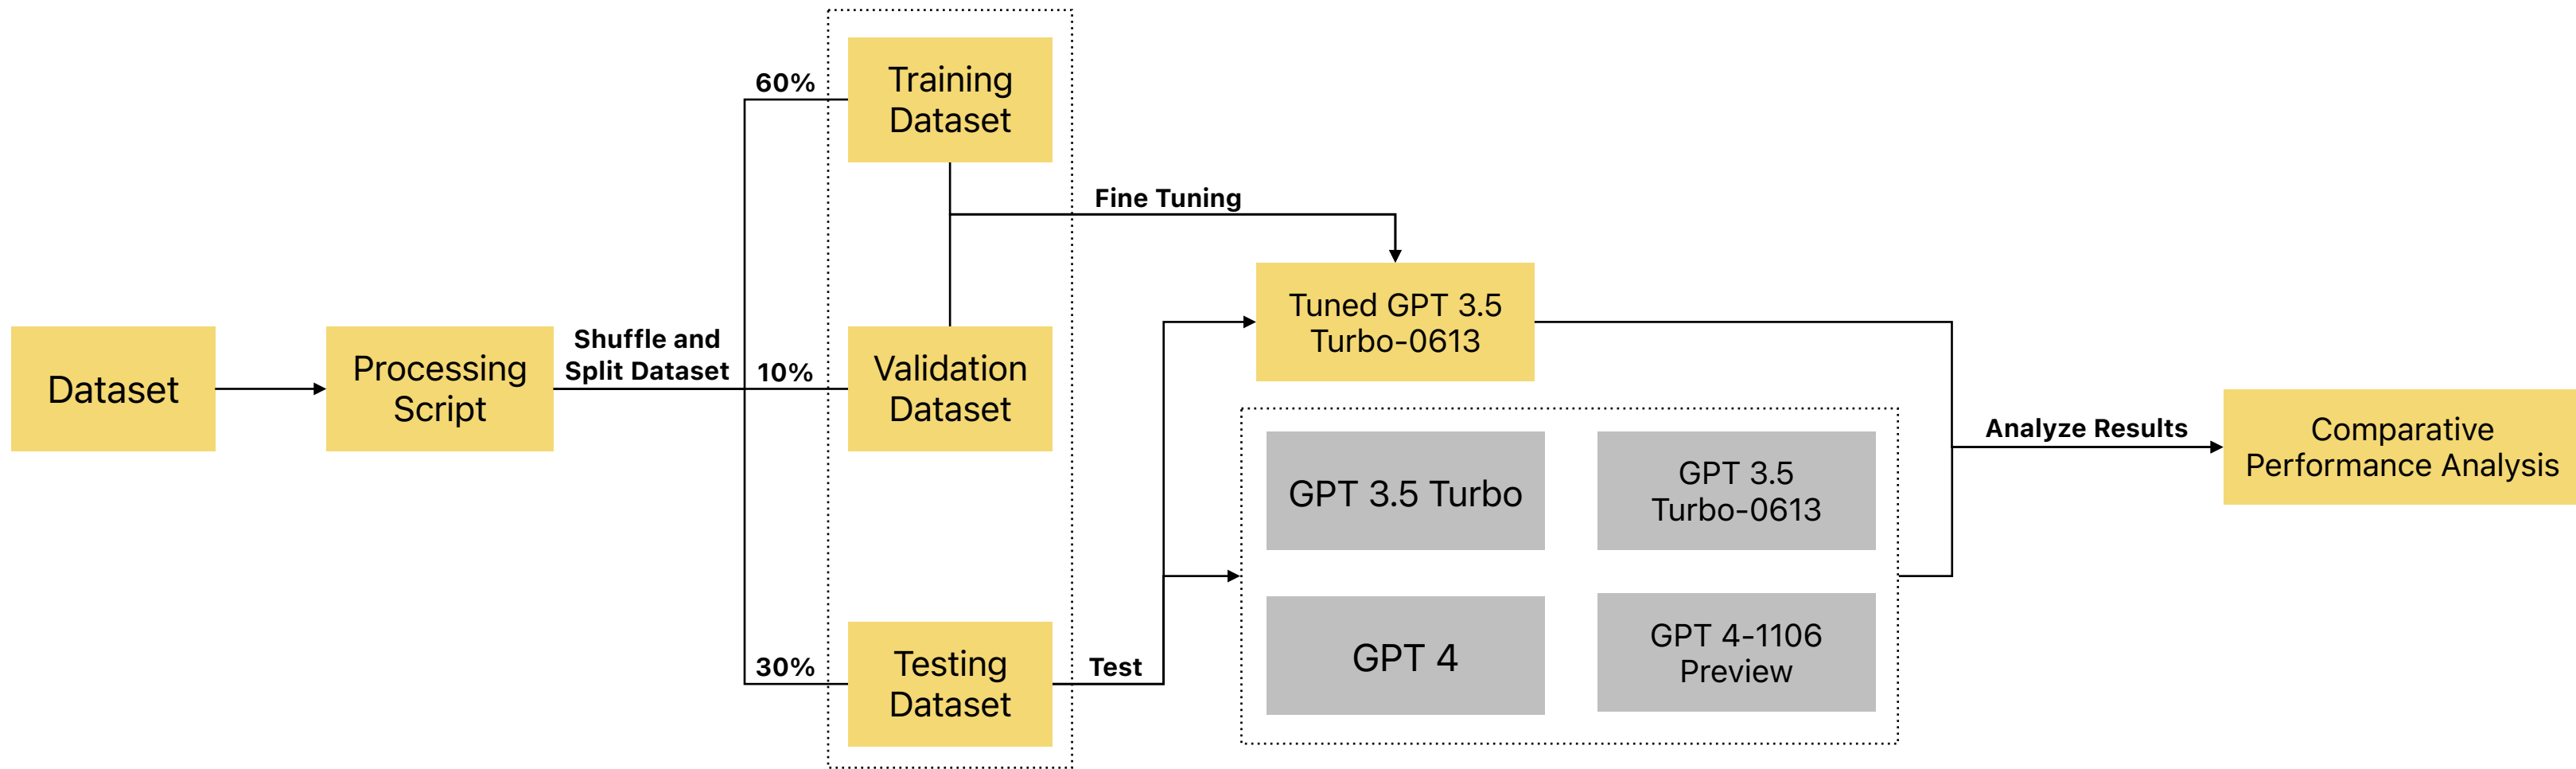 Dataset
Processing
Script
Shuffle and
Split Dataset
60%
10%
30%
Training
Dataset
Validation
Dataset
Testing
Dataset
Fine Tuning
Test
Tuned GPT 3.5
Turbo-0613
GPT 3.5 Turbo
GPT 3.5
Turbo-0613
GPT 4
GPT 4-1106
Preview
Analyze Results
Comparative
Performance Analysis